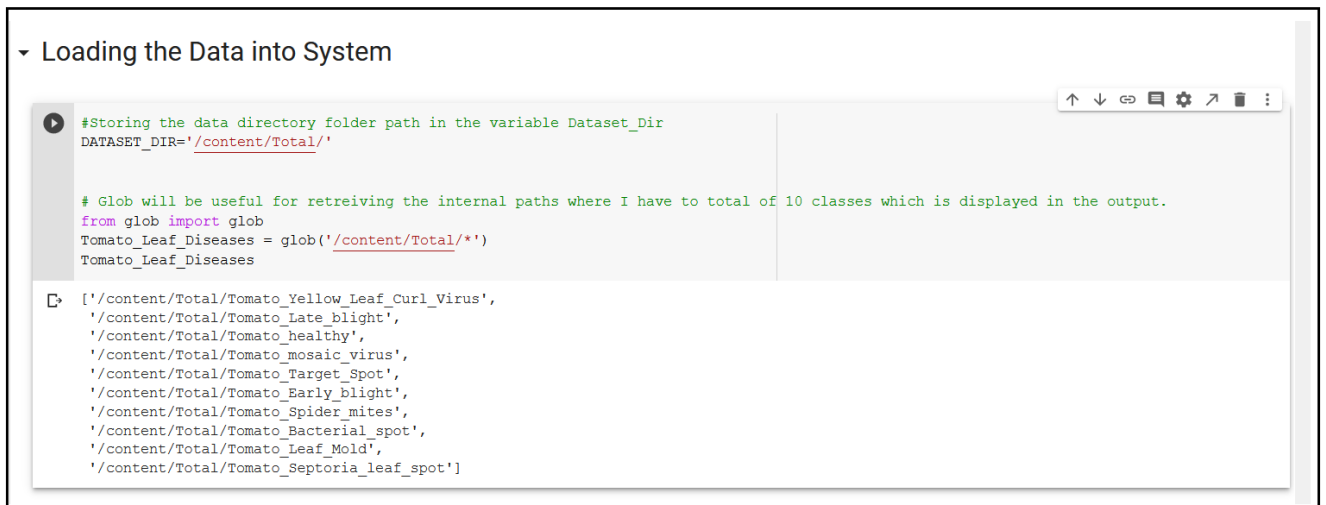 Loading the Data into System
#Storing the data directory folder path in the variable Dataset_Dir
DATASET_DIR='/content/Total/'
# Glob will be useful for retreiving the internal paths where I have to total of 10 classes which is displayed in the output.
from glob import glob
Tomato_Leaf_Diseases = glob('/content/Total/*')
Tomato_Leaf_Diseases
['/content/Total/Tomato_Yellow_Leaf_Curl_Virus',
'/content/Total/Tomato_Late_blight',
'/content/Total/Tomato_healthy',
'/content/Total/Tomato_mosaic_virus',
'/content/Total/Tomato_Target_Spot',
'/content/Total/Tomato_Early_blight',
'/content/Total/Tomato_Spider_mites',
'/content/Total/Tomato_Bacterial_spot',
'/content/Total/Tomato_Leaf_Mold',
'/content/Total/Tomato_Septoria_leaf_spot']